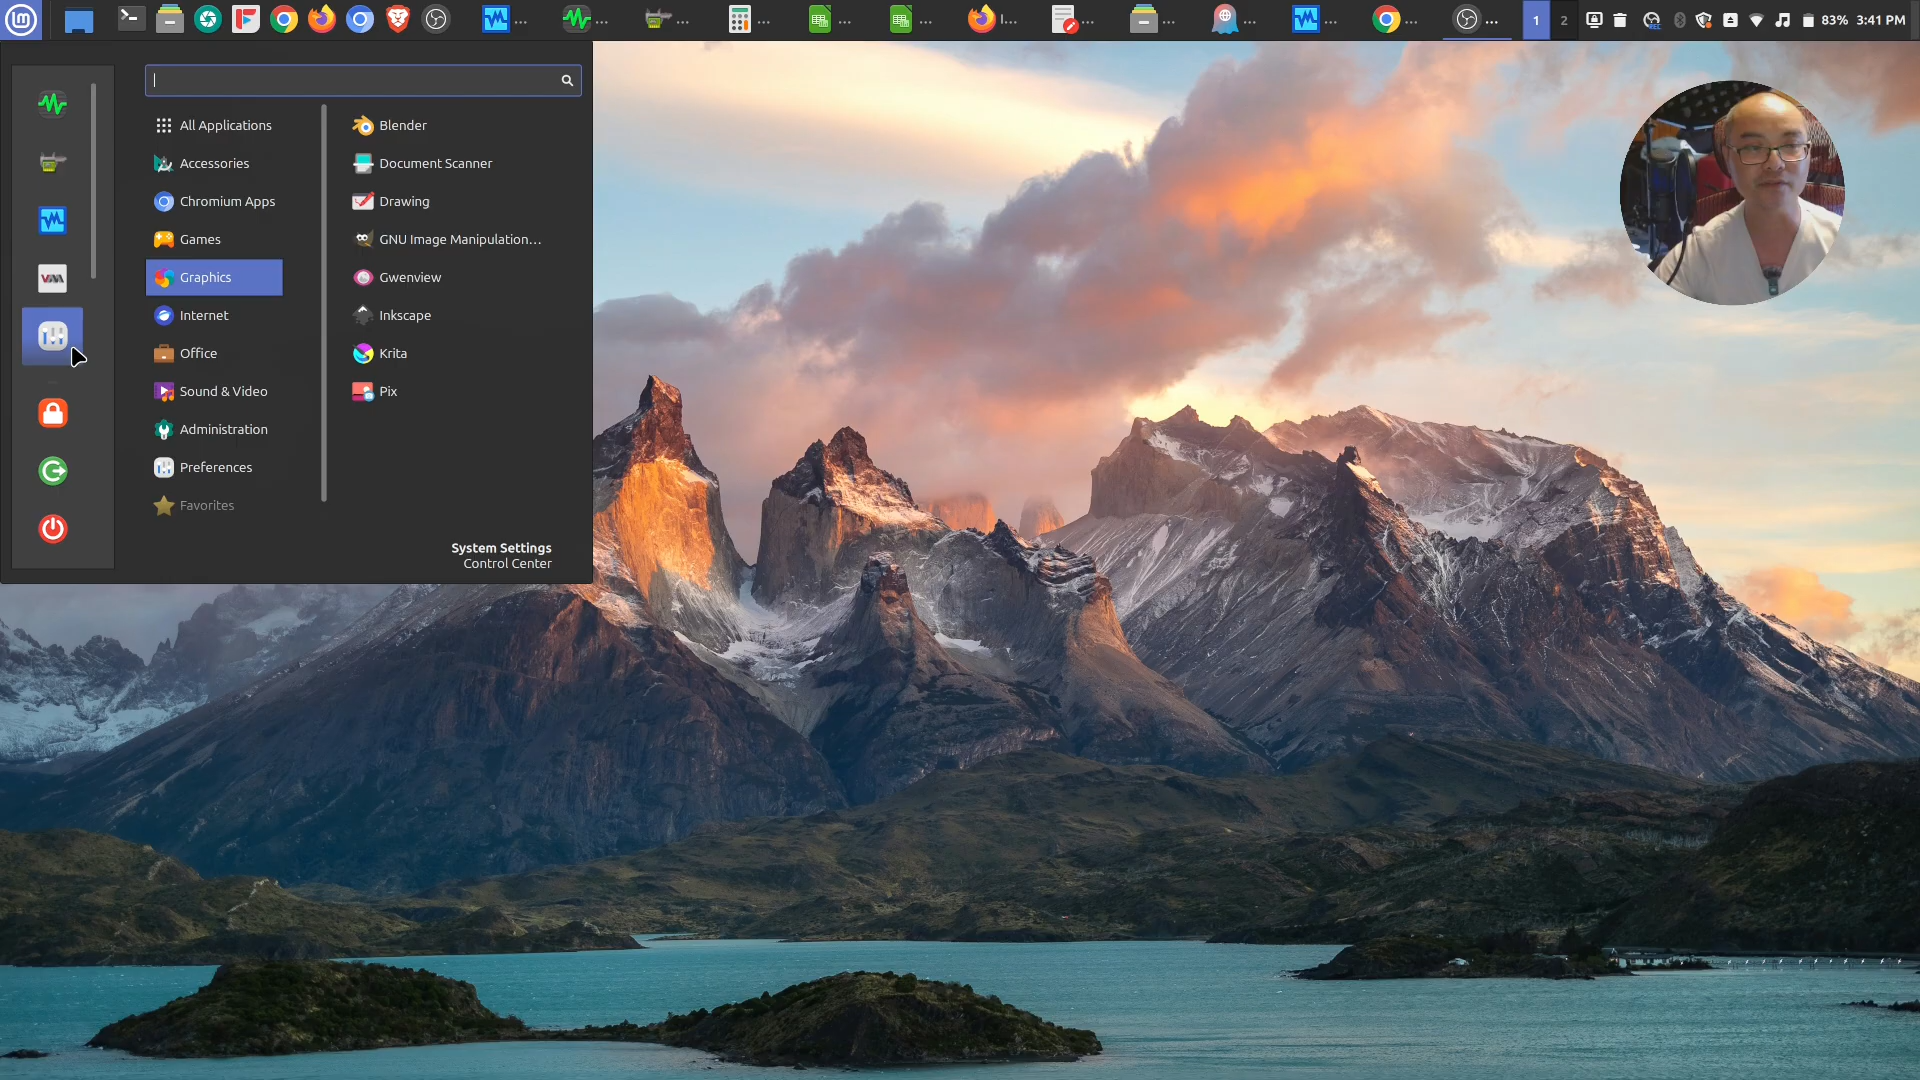 ... ... ... ... ... ... I... ... ... ... ... ... ... 1 2 83% 3:41 PM
All Applications
Accessories
Chromium Apps
Games
Graphics
Internet
Office
Sound & Video
Administration
Preferences
Favorites
Blender
Document Scanner
Drawing
GNU Image Manipulation...
Gwenview
Inkscape
Krita
Pix
System Settings
Control Center